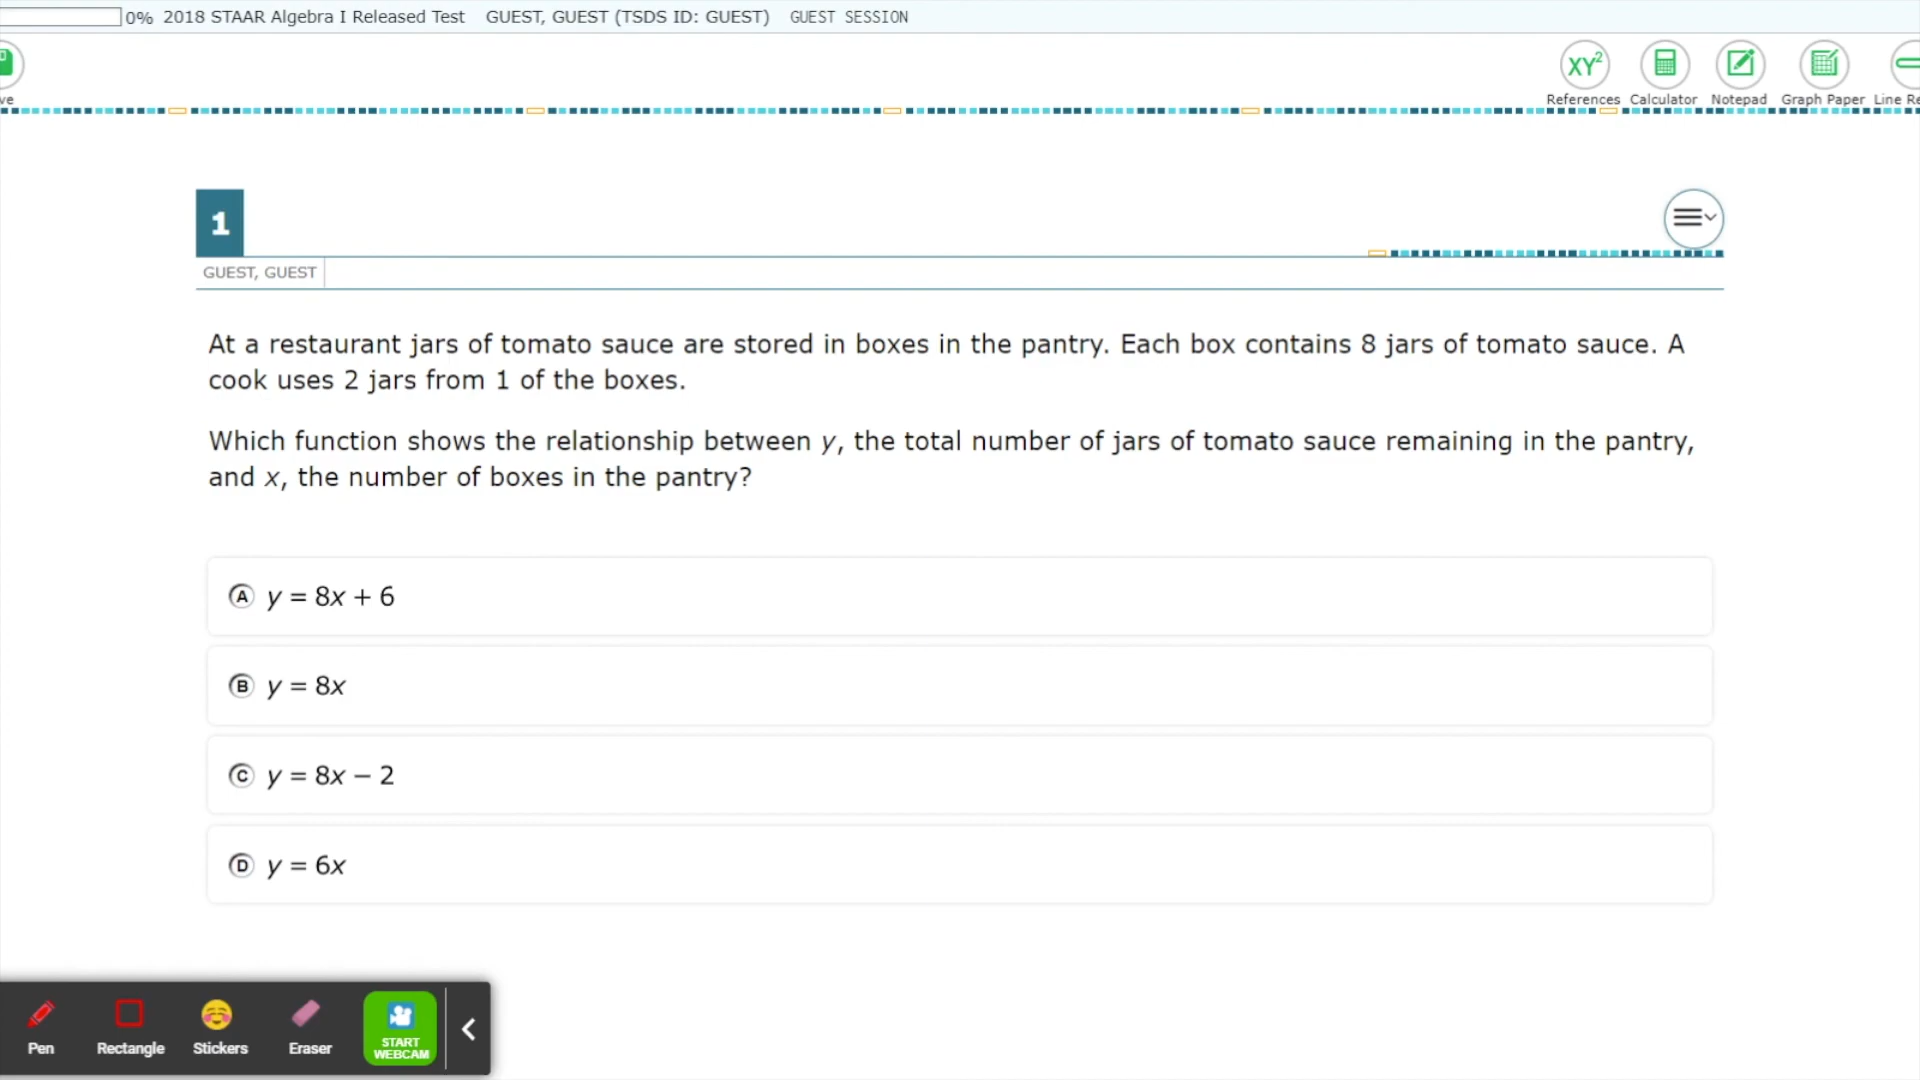 0% 2018 STAAR Algebra I Released Test GUEST, GUEST (TSDS ID: GUEST) GUEST SESSION
XY²
ve References Calculator Notepad Graph Paper Line Re
1
GUEST, GUEST
At a restaurant jars of tomato sauce are stored in boxes in the pantry. Each box contains 8 jars of tomato sauce. A
cook uses 2 jars from 1 of the boxes.
Which function shows the relationship between y, the total number of jars of tomato sauce remaining in the pantry,
and x, the number of boxes in the pantry?
A y = 8x + 6
B y = 8x
C y = 8x – 2
D y = 6x
START
Pen Rectangle Stickers Eraser WEBCAM